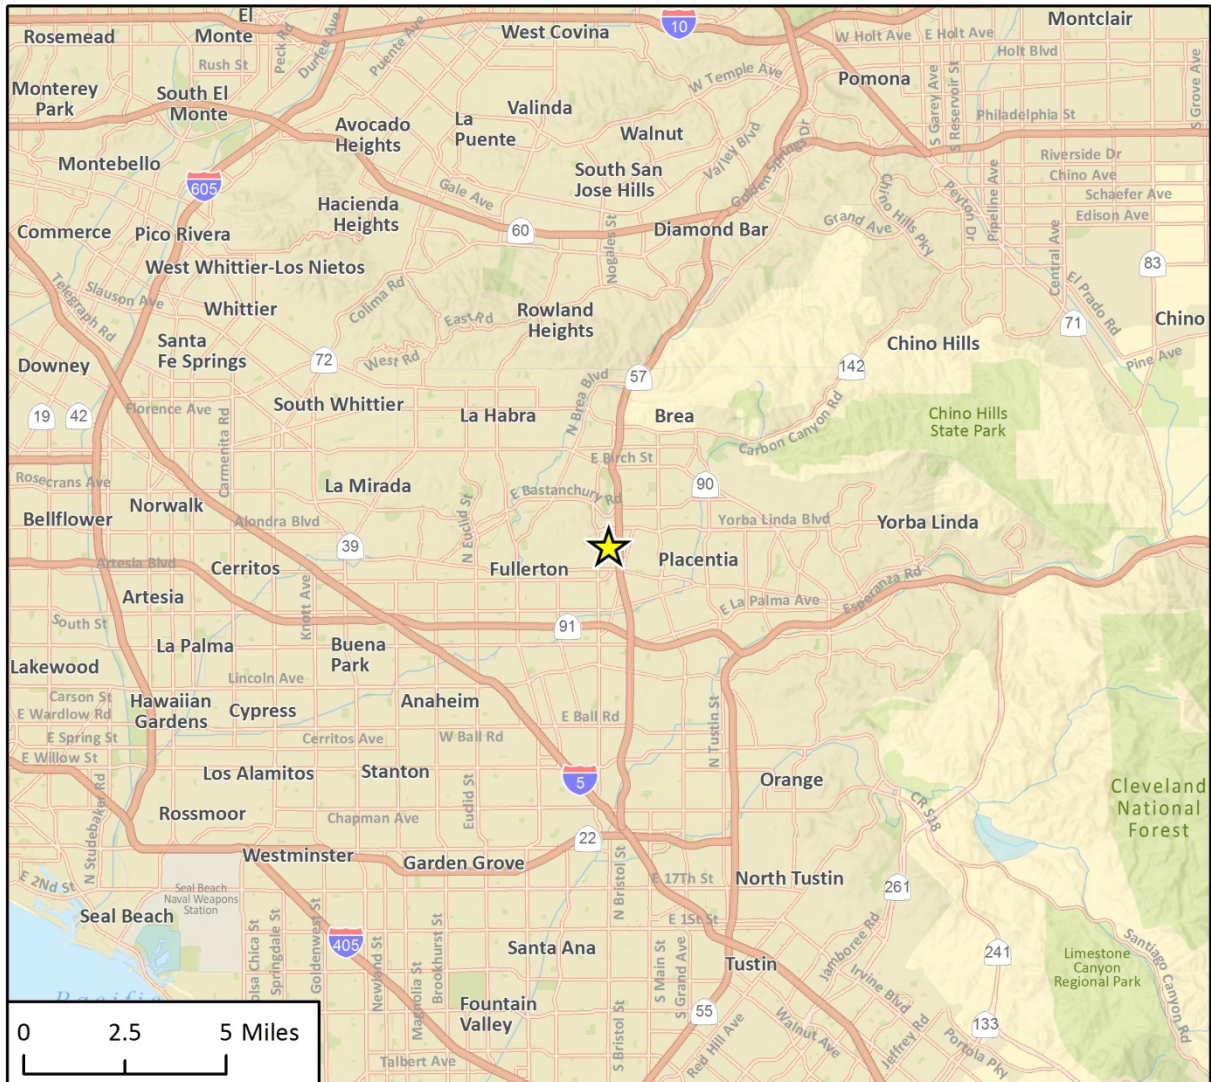 Rosemead
El
Monte
Peck Rd
Durfee Ave
Puente Ave
West Covina
10
W Holt Ave
E Holt Ave
Montclair
Holt Blvd
Rush St
W Temple Ave
Pomona
S Garey Ave
S Reservoir St
S Grove Ave
Monterey
Park
South El
Monte
Valinda
Philadelphia St
Avocado
Heights
La
Puente
Walnut
Valley Blvd
Golden Springs Dr
Montebello
605
Gale Ave
South San
Jose Hills
Riverside Dr
Chino Ave
Schaefer Ave
Edison Ave
Chino Hills Pky
Peyton Dr
Pipeline Ave
Hacienda
Heights
60
Nogales St
Diamond Bar
Grand Ave
Commerce
Pico Rivera
Central Ave
83
West Whittier-Los Nietos
Telegraph Rd
Slauson Ave
Whittier
Colima Rd
East Rd
Rowland
Heights
El Prado Rd
71
Chino
Santa
Fe Springs
72
West Rd
Chino Hills
Pine Ave
Downey
57
142
19
42
Florence Ave
Carmenita Rd
South Whittier
La Habra
N Brea Blvd
Brea
Carbon Canyon Rd
Chino Hills
State Park
E Birch St
Rosecrans Ave
La Mirada
90
E Bastanchury Rd
N Euclid St
Norwalk
Bellflower
Alondra Blvd
39
Yorba Linda Blvd
Yorba Linda
Artesia Blvd
Cerritos
Fullerton
Placentia
Esperanza Rd
Artesia
Knott Ave
E La Palma Ave
South St
91
La Palma
Buena
Park
Lakewood
Lincoln Ave
Carson St
E Wardlow Rd
Hawaiian
Gardens
Cypress
Anaheim
E Ball Rd
N Tustin St
E Spring St
Cerritos Ave
W Ball Rd
E Willow St
Los Alamitos
Stanton
5
Orange
N Studebaker Rd
Euclid St
Cleveland
National
Forest
Rossmoor
Chapman Ave
CR S18
22
Westminster
Garden Grove
E 2Nd St
Seal Beach
Naval Weapons
Station
E 17Th St
North Tustin
261
N Bristol St
Seal Beach
E 1St St
Springdale St
Goldenwest St
405
Newland St
Magnolia St
Brookhurst St
Santa Ana
S Main St
S Grand Ave
Tustin
Jamboree Rd
Irvine Blvd
241
Limestone
Canyon
Regional Park
Santiago Canyon Rd
Fountain
Valley
S Bristol St
55
Red Hill Ave
Walnut Ave
Jeffrey Rd
133
Portola Pky
Talbert Ave
0 2.5 5 Miles